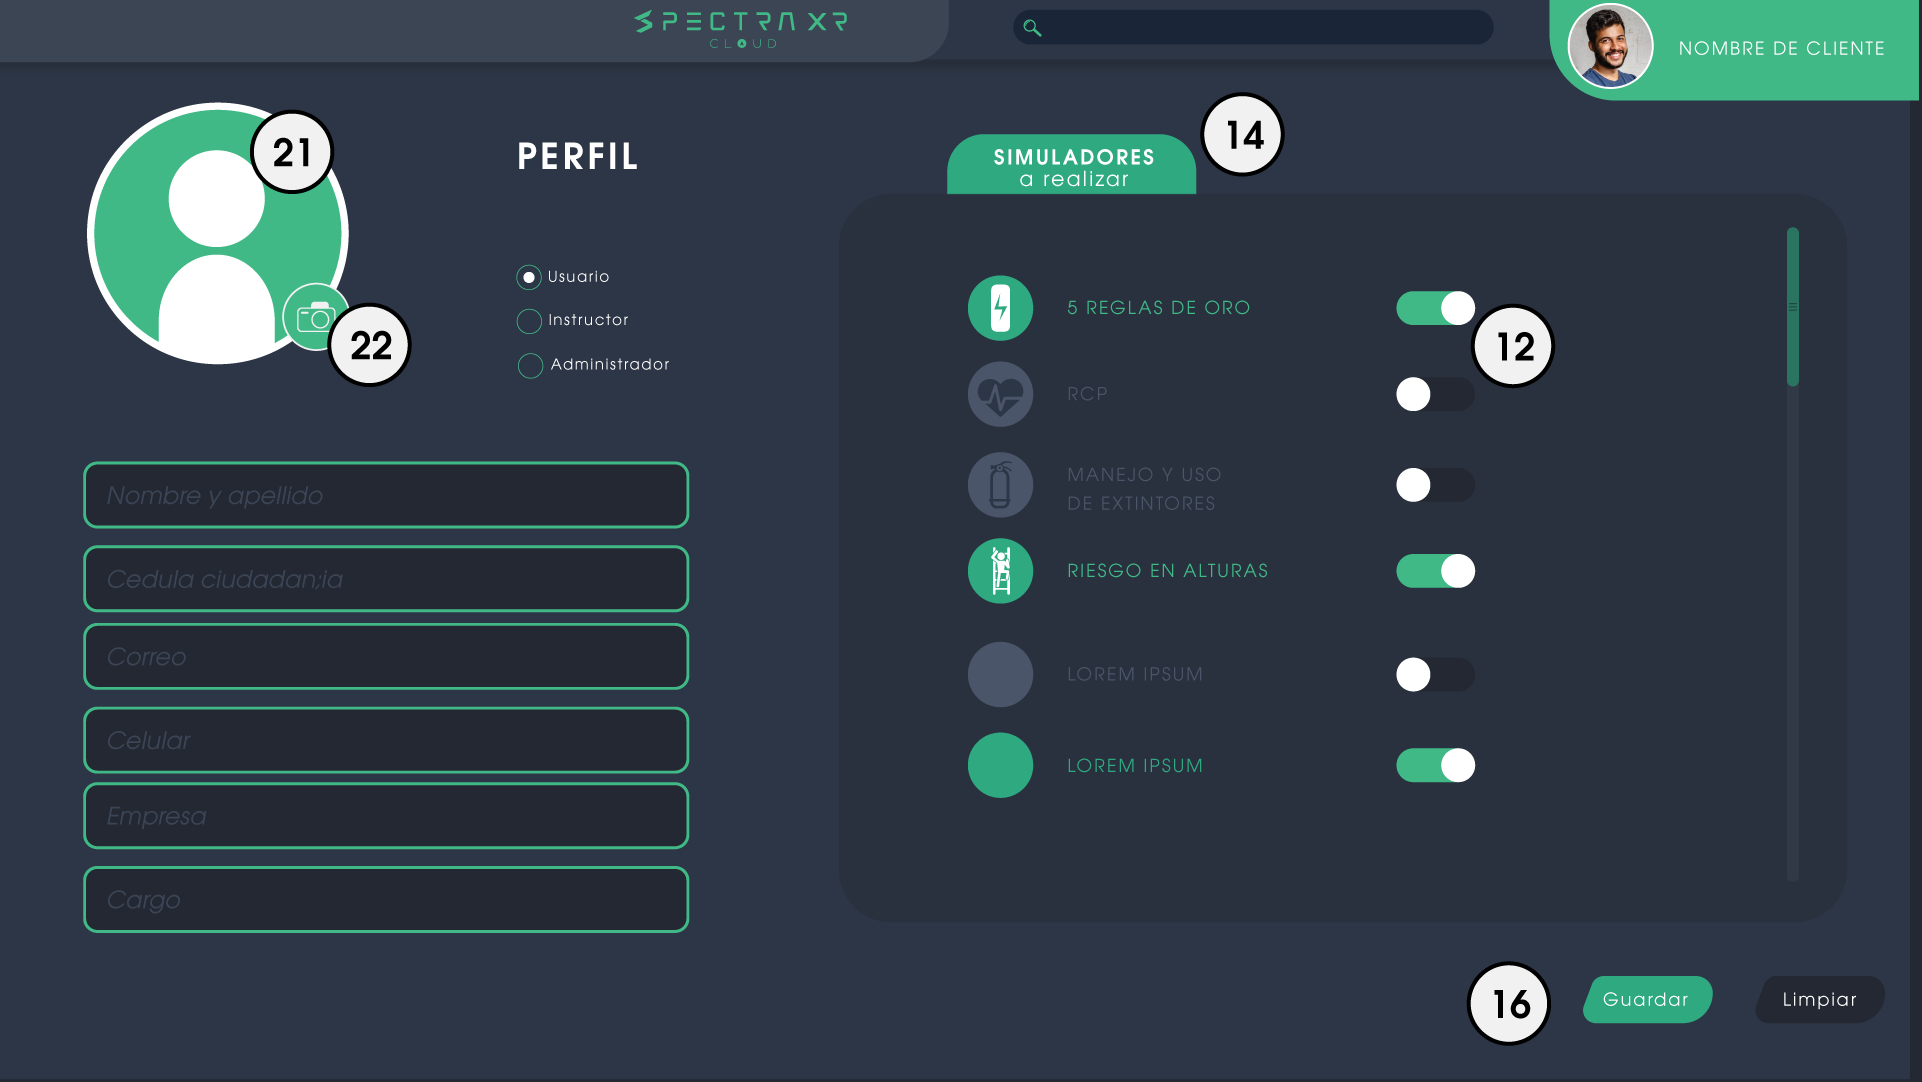 SPECTRA XR
CLOUD
NOMBRE DE CLIENTE
21
22
PERFIL
Usuario
Instructor
Administrador
Nombre y apellido
Cedula ciudadan;ia
Correo
Celular
Empresa
Cargo
SIMULADORES
a realizar
14
5 REGLAS DE ORO
12
RCP
MANEJO Y USO
DE EXTINTORES
RIESGO EN ALTURAS
LOREM IPSUM
LOREM IPSUM
16
Guardar
Limpiar